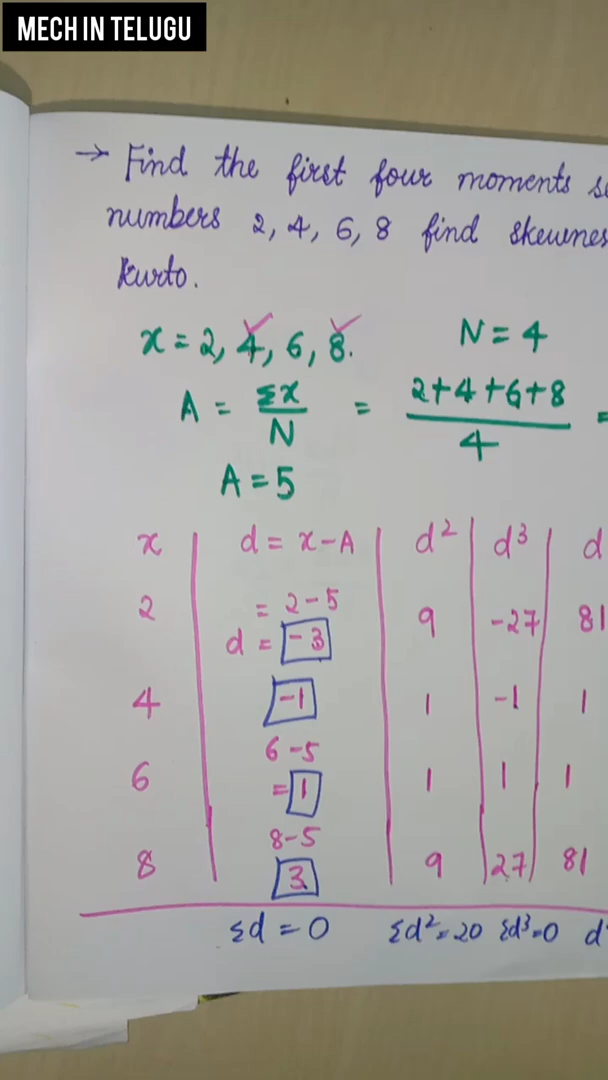 MECH IN TELUGU
→ Find the first four moments
numbers 2, 4, 6, 8 find skewnes
kurto.
x = 2, 4, 6, 8. N = 4
A = Σx / N = 2+4+6+8 / 4 =
A = 5
x | d = x-A | d² | d³ | d
2 | = 2-5 d = -3 | 9 | -27 | 81
4 | -1 | 1 | -1 | 1
6 | 6-5 = 1 | 1 | 1 | 1
8 | 8-5 3 | 9 | 27 | 81
Σd = 0 Σd² = 20 Σd³ = 0 d